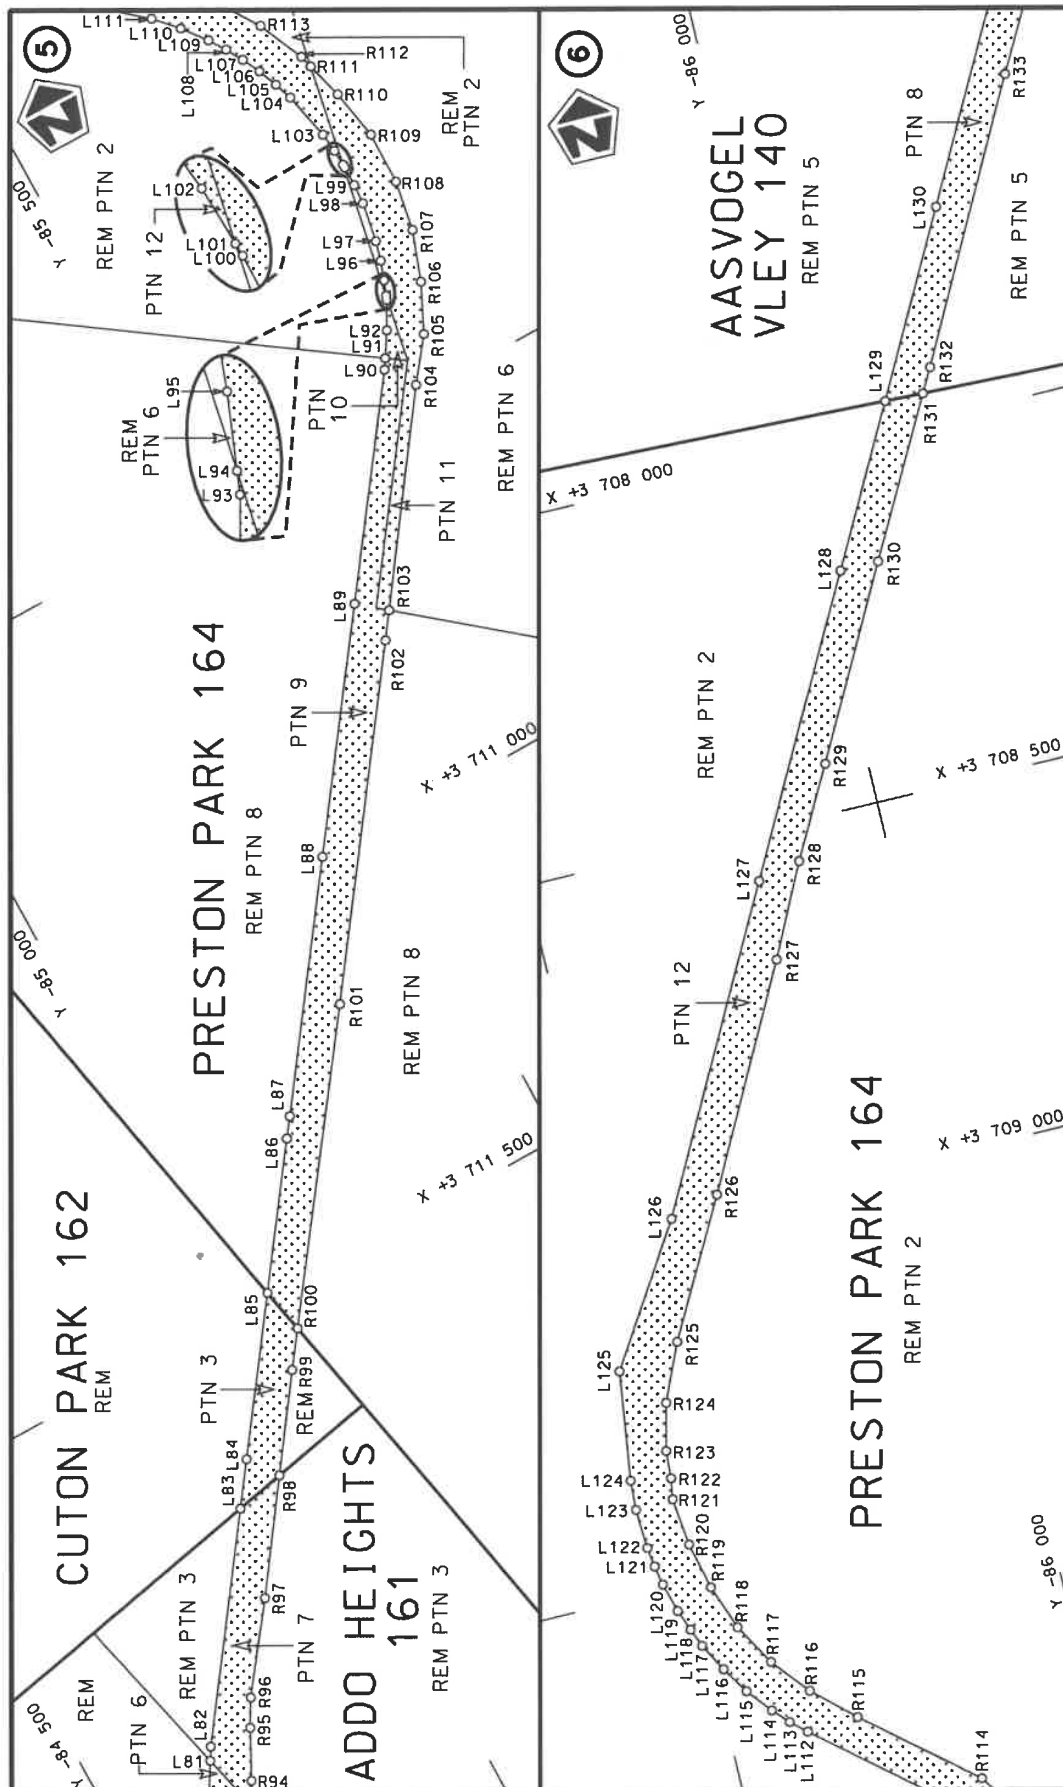 5
L111
L110
L109
L108
L107
L106
L105
L104
L103
L99
L98
L97
L96
L92
L91
L90
L89
L88
L87
L86
L85
L84
L83
L82
L81
R113
R112
R111
R110
R109
R108
R107
R106
R105
R104
R103
R102
R101
R100
R99
R98
R97
R96
R95
R94
L102
L101
L100
L95
L94
L93
Y -85 500
REM PTN 2
PTN 12
REM
PTN 2
REM
PTN 6
PTN
10
PTN 11
REM PTN 6
PRESTON PARK 164
REM PTN 8
PTN 9
X +3 711 000
REM PTN 8
Y -85 000
X +3 711 500
CUTON PARK 162
REM
PTN 3
REM
REM PTN 3
PTN 7
ADDO HEIGHTS
161
REM PTN 3
REM
PTN 6
Y -84 500
6
Y -86 000
AASVOGEL
VLEY 140
REM PTN 5
PTN 8
REM PTN 5
R133
L130
R132
L129
R131
X +3 708 000
L128
R130
REM PTN 2
R129
X +3 708 500
L127
R128
R127
PTN 12
L126
R126
X +3 709 000
PRESTON PARK 164
REM PTN 2
L125
R125
R124
R123
R122
R121
R120
R119
R118
R117
R116
R115
R114
L124
L123
L122
L121
L120
L119
L118
L117
L116
L115
L114
L113
L112
Y -86 000